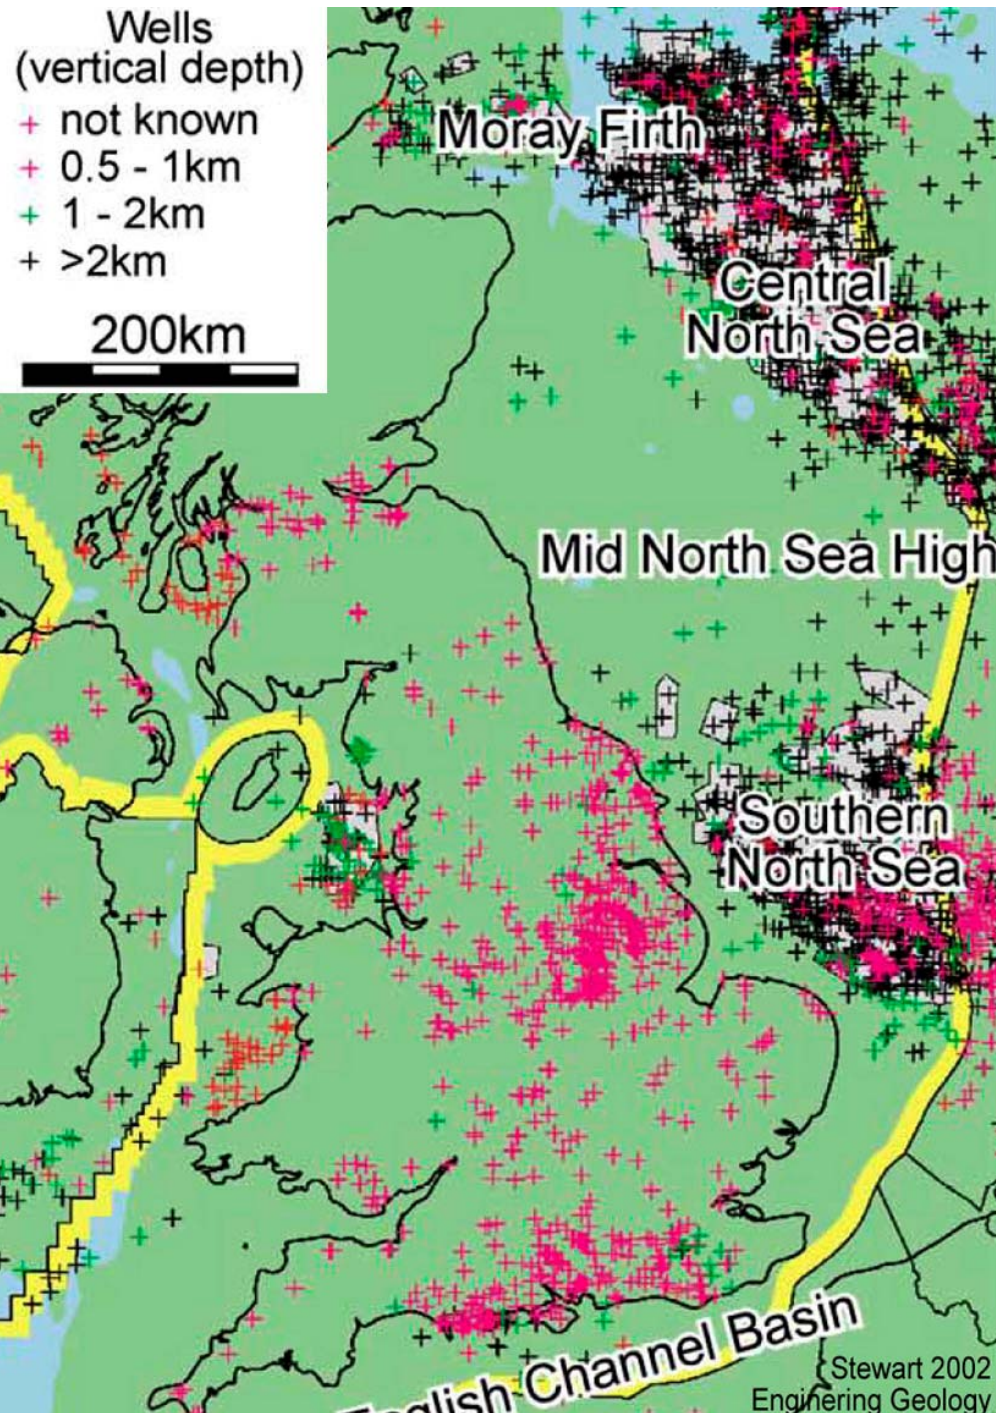 Wells
(vertical depth)
+ not known
+ 0.5 - 1km
+ 1 - 2km
+ >2km
200km
Moray Firth
Central
North Sea
Mid North Sea High
Southern
North Sea
English Channel Basin
Stewart 2002
Enginering Geology